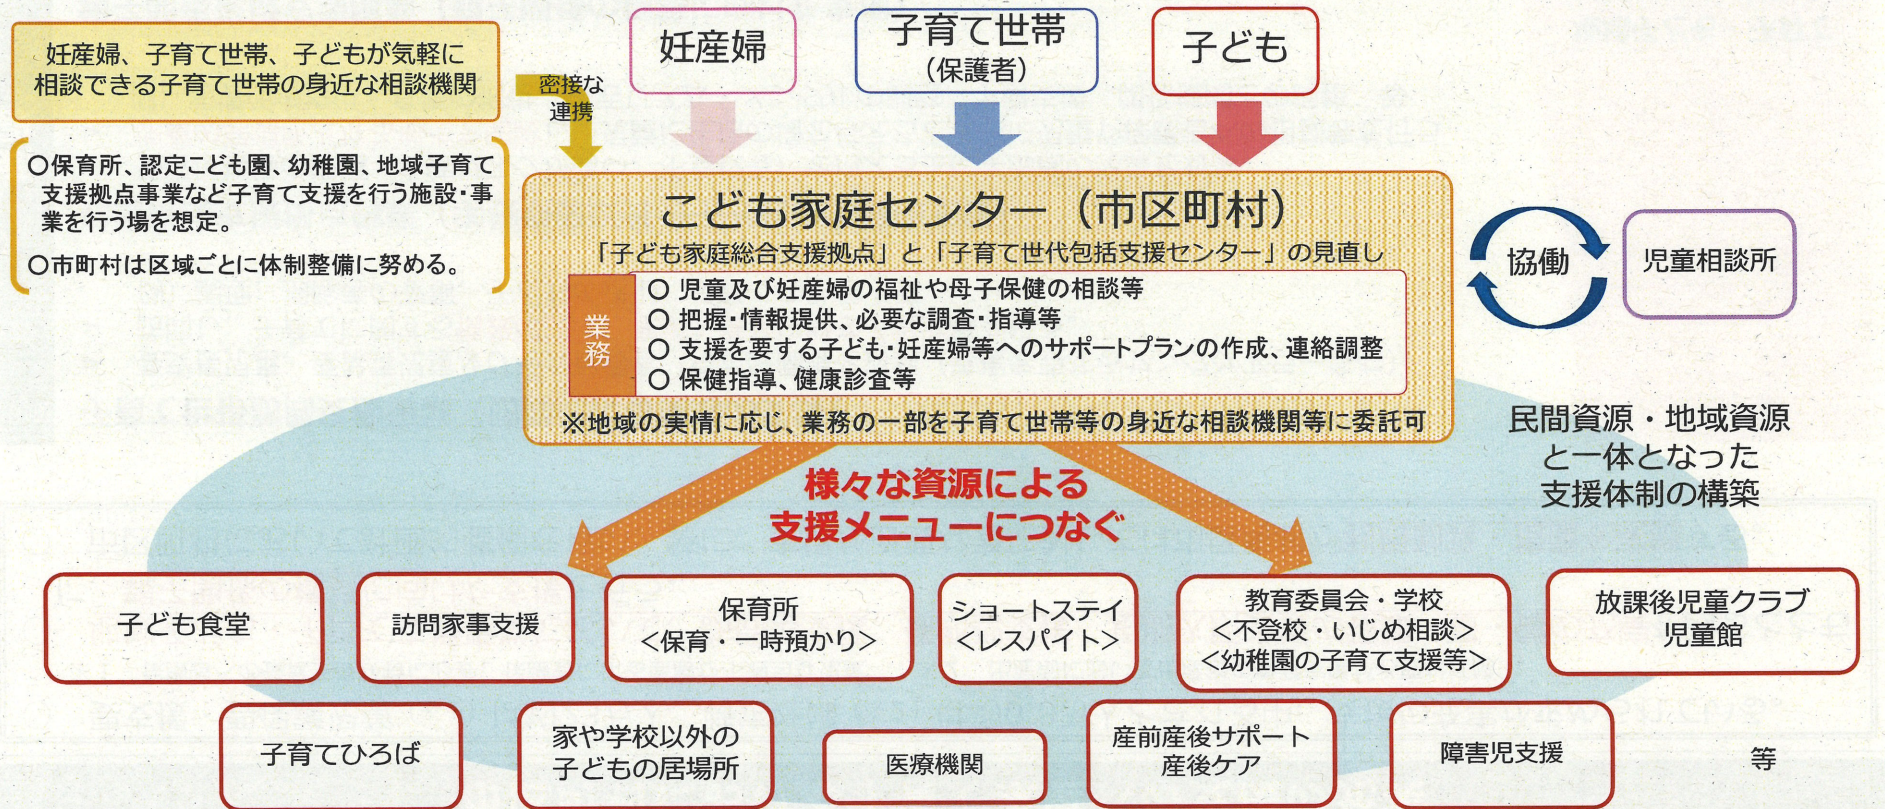 妊産婦、子育て世帯、子どもが気軽に
相談できる子育て世帯の身近な相談機関
密接な
連携
妊産婦
子育て世帯
（保護者）
子ども
〇保育所、認定こども園、幼稚園、地域子育て
支援拠点事業など子育て支援を行う施設・事
業を行う場を想定。
〇市町村は区域ごとに体制整備に努める。
こども家庭センター（市区町村）
「子ども家庭総合支援拠点」と「子育て世代包括支援センター」の見直し
業務
〇 児童及び妊産婦の福祉や母子保健の相談等
〇 把握・情報提供、必要な調査・指導等
〇 支援を要する子ども・妊産婦等へのサポートプランの作成、連絡調整
〇 保健指導、健康診査等
※地域の実情に応じ、業務の一部を子育て世帯等の身近な相談機関等に委託可
協働
児童相談所
民間資源・地域資源
と一体となった
支援体制の構築
様々な資源による
支援メニューにつなぐ
子ども食堂
訪問家事支援
保育所
＜保育・一時預かり＞
ショートステイ
＜レスパイト＞
教育委員会・学校
＜不登校・いじめ相談＞
＜幼稚園の子育て支援等＞
放課後児童クラブ
児童館
子育てひろば
家や学校以外の
子どもの居場所
医療機関
産前産後サポート
産後ケア
障害児支援
等